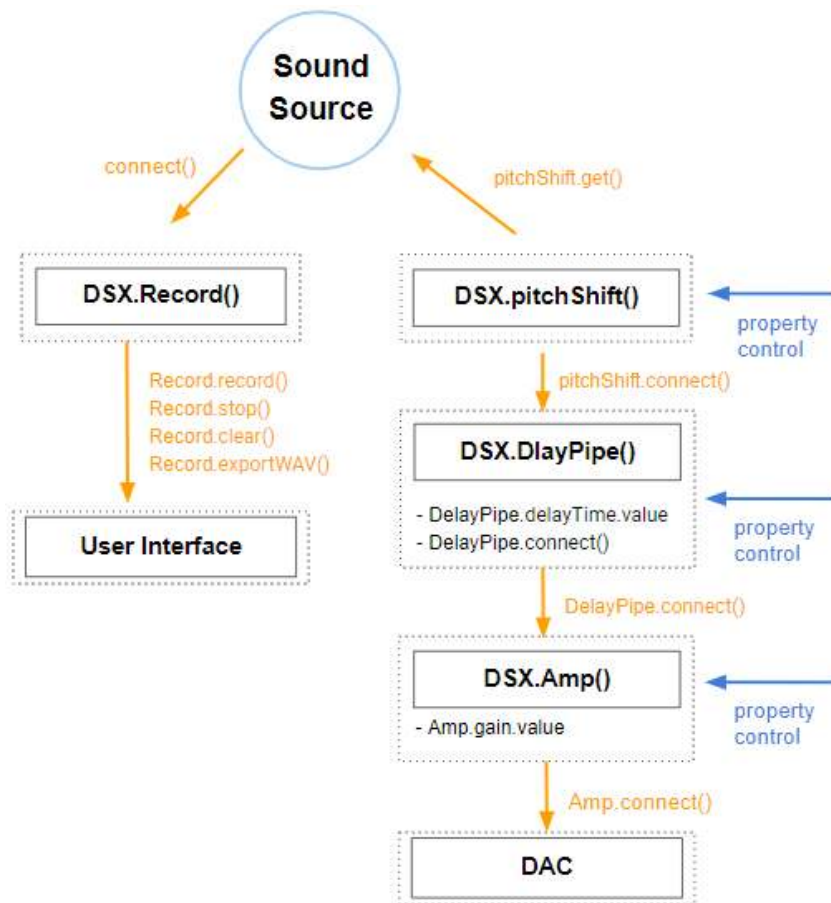 Sound
Source
connect()
pitchShift.get()
DSX.Record()
DSX.pitchShift()
property
control
Record.record()
Record.stop()
Record.clear()
Record.exportWAV()
pitchShift.connect()
DSX.DlayPipe()
- DelayPipe.delayTime.value
- DelayPipe.connect()
property
control
User Interface
DelayPipe.connect()
DSX.Amp()
- Amp.gain.value
property
control
Amp.connect()
DAC